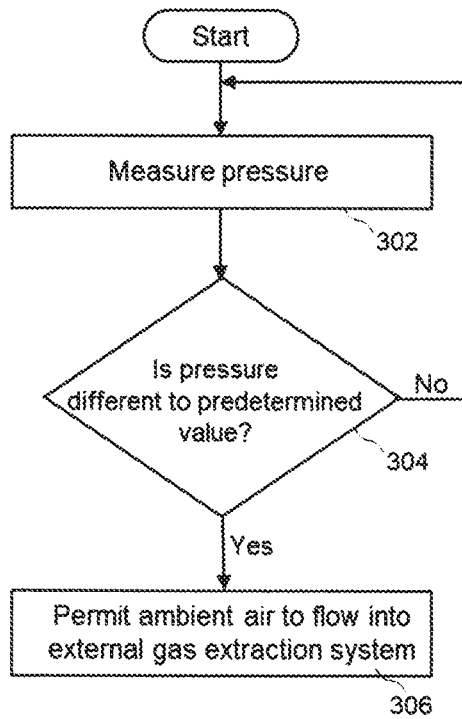 Start
Measure pressure
302
Is pressure
different to predetermined
value?
No
304
Yes
Permit ambient air to flow into
external gas extraction system
306